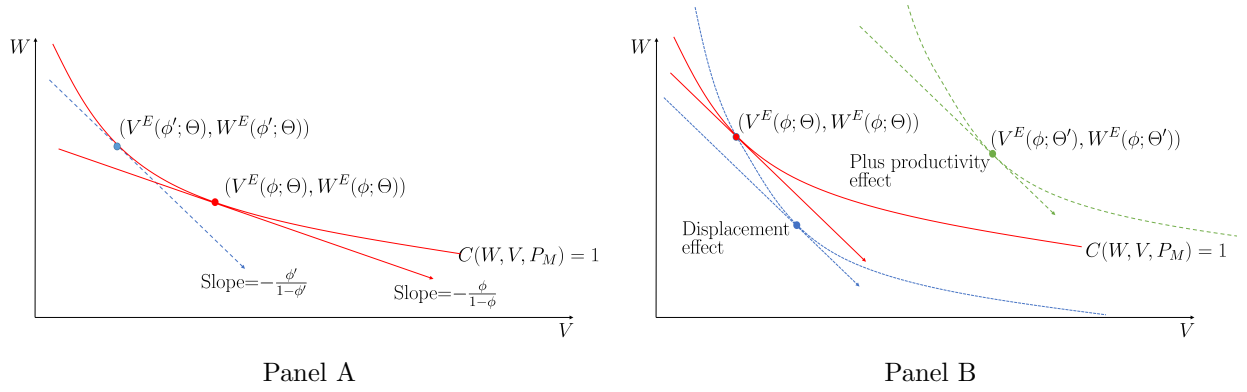 W
(V^E(ϕ′;Θ), W^E(ϕ′;Θ))
(V^E(ϕ;Θ), W^E(ϕ;Θ))
C(W, V, P_M) = 1
Slope=−ϕ′/(1−ϕ′)
Slope=−ϕ/(1−ϕ)
V
Panel A
W
(V^E(ϕ;Θ), W^E(ϕ;Θ))
(V^E(ϕ;Θ′), W^E(ϕ;Θ′))
Plus productivity
effect
Displacement
effect
C(W, V, P_M) = 1
V
Panel B